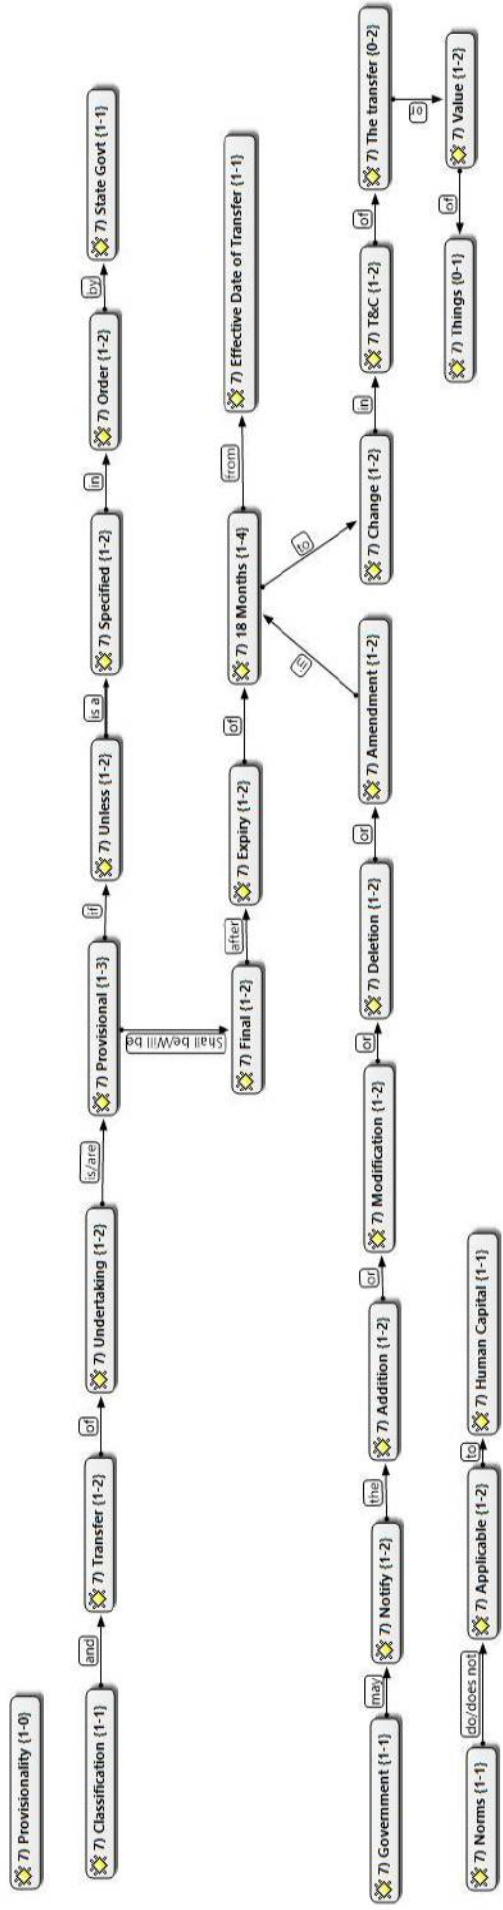 7) Provisionality {1-0}
7) Classification {1-1}
and
7) Transfer {1-2}
of
7) Undertaking {1-2}
is/are
7) Provisional {1-3}
if
7) Unless {1-2}
is a
7) Specified {1-2}
in
7) Order {1-2}
by
7) State Govt {1-1}
Shall be/Will be
7) Final {1-2}
after
7) Expiry {1-2}
of
7) 18 Months {1-4}
from
7) Effective Date of Transfer {1-1}
7) Government {1-1}
may
7) Notify {1-2}
the
7) Addition {1-2}
or
7) Modification {1-2}
or
7) Deletion {1-2}
or
7) Amendment {1-2}
in
to
7) Change {1-2}
in
7) T&C {1-2}
of
7) The transfer {0-2}
7) Value {1-2}
of
7) Things {0-1}
7) Norms {1-1}
do/does not
7) Applicable {1-2}
to
7) Human Capital {1-1}